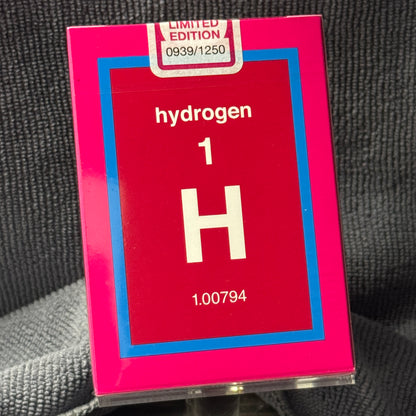 LIMITED
EDITION
0939/1250
hydrogen
1
H
1.00794